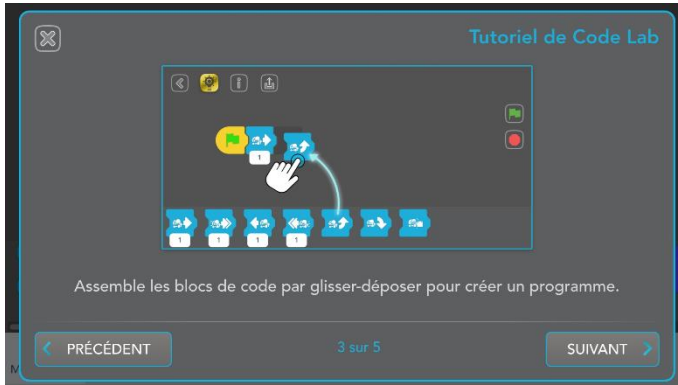 Tutoriel de Code Lab
1
1
1
1
1
Assemble les blocs de code par glisser-déposer pour créer un programme.
PRÉCÉDENT
3 sur 5
SUIVANT
M